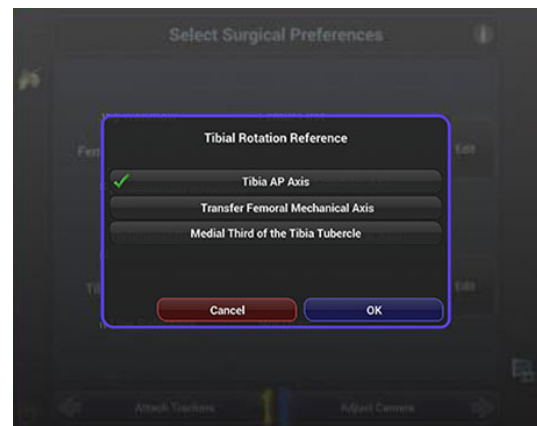 Select Surgical Preferences
Tibial Rotation Reference
Edit
Tibia AP Axis
Transfer Femoral Mechanical Axis
Medial Third of the Tibia Tubercle
Edit
Cancel
OK
Attach Trackers
Adjust Camera